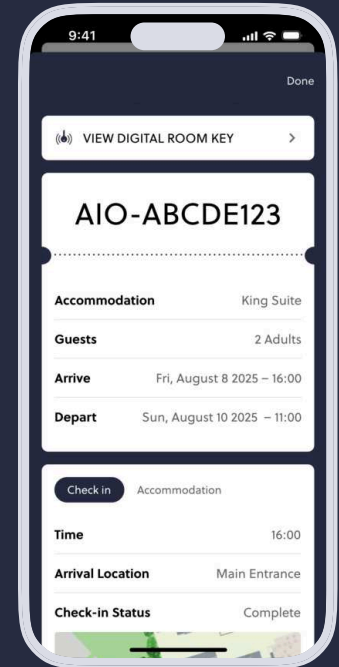 9:41
Done
VIEW DIGITAL ROOM KEY
AIO-ABCDE123
Accommodation King Suite
Guests 2 Adults
Arrive Fri, August 8 2025 – 16:00
Depart Sun, August 10 2025 – 11:00
Check in Accommodation
Time 16:00
Arrival Location Main Entrance
Check-in Status Complete